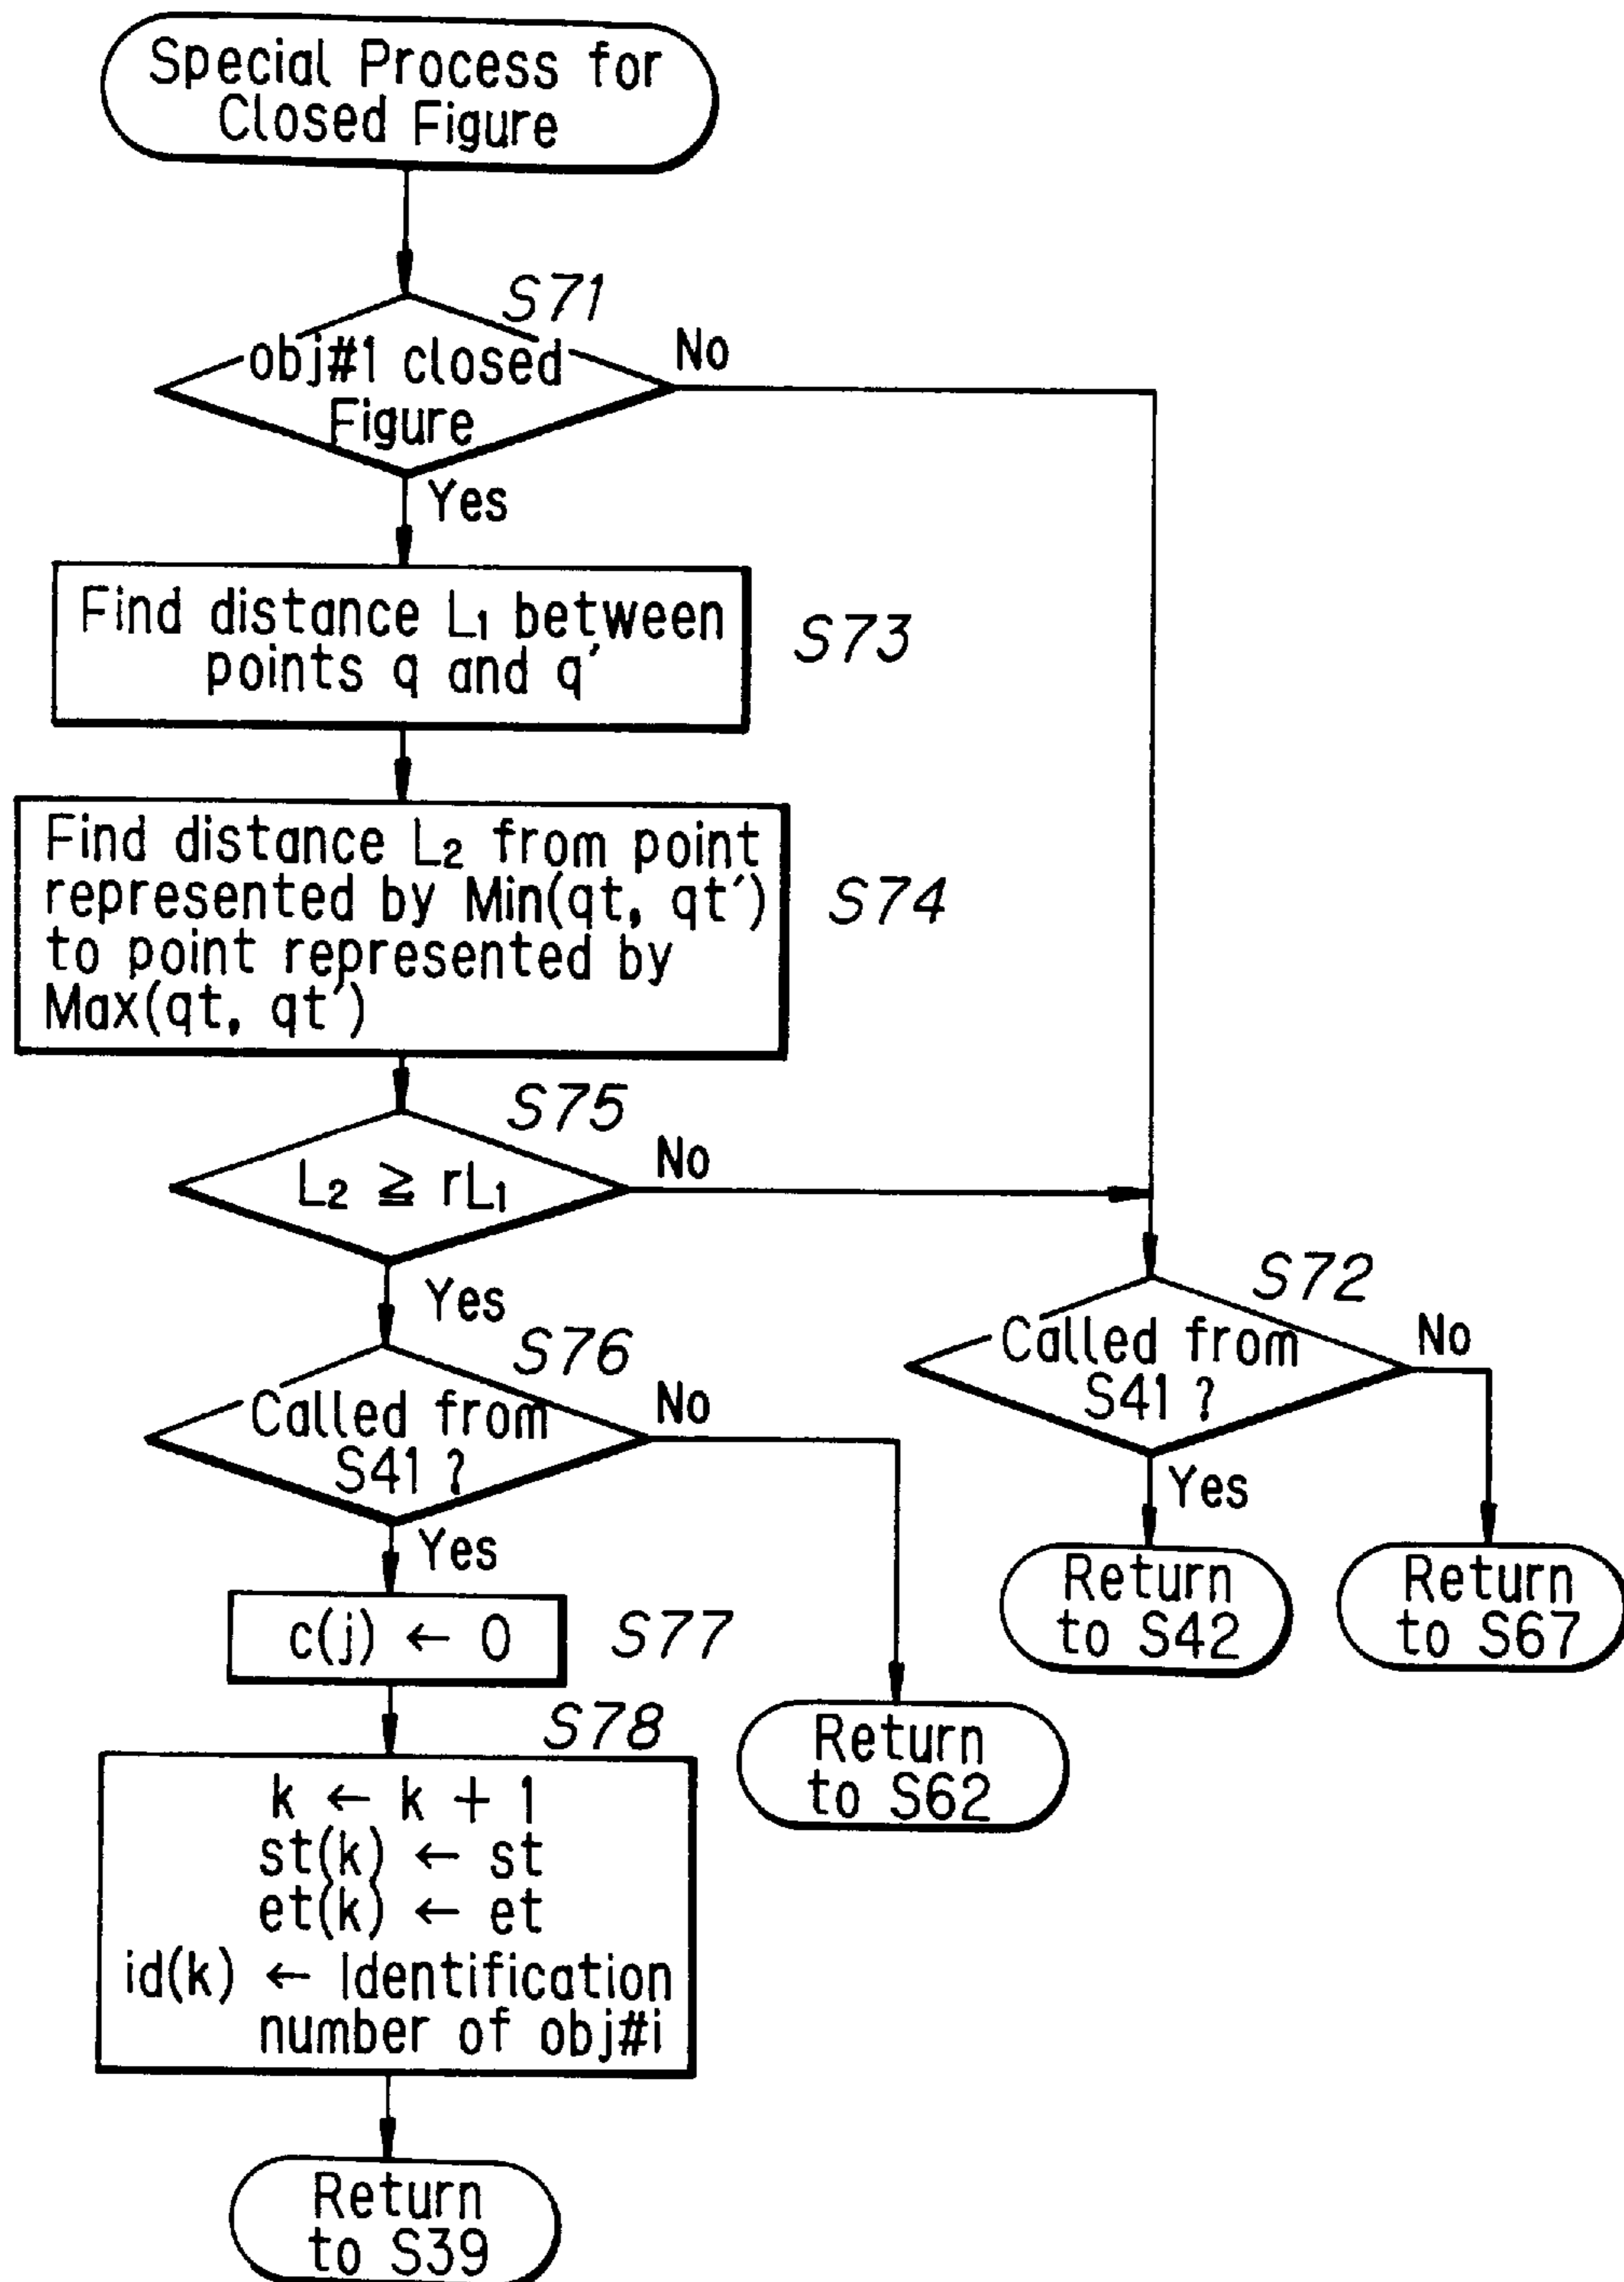 Special Process for
Closed Figure
S71
obj#1 closed
Figure
No
Yes
Find distance L1 between
points q and q'
S73
Find distance L2 from point
represented by Min(qt, qt')
to point represented by
Max(qt, qt')
S74
S75
L2 ≧ rL1
No
Yes
S72
Called from
S41 ?
No
Yes
S76
Called from
S41 ?
No
Yes
Return
to S42
Return
to S67
c(j) ← 0
S77
S78
Return
to S62
k ← k + 1
st(k) ← st
et(k) ← et
id(k) ← Identification
number of obj#i
Return
to S39